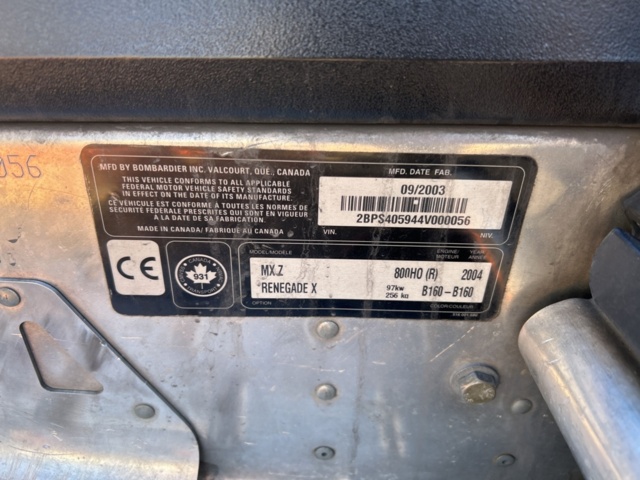 056
MFD BY BOMBARDIER INC. VALCOURT, QUE., CANADA
THIS VEHICLE CONFORMS TO ALL APPLICABLE
FEDERAL MOTOR VEHICLE SAFETY STANDARDS
IN EFFECT ON THE DATE OF ITS MANUFACTURE.
CE VÉHICULE EST CONFORME À TOUTES LES NORMES DE
SÉCURITÉ FÉDÉRALE PRESCRITES QUI SONT EN VIGUEUR
À LA DATE DE SA FABRICATION.
MADE IN CANADA/FABRIQUÉ AU CANADA
MFD. DATE FAB.
09/2003
2BPS405944V000056
VIN. NIV.
CE
CANADA
931
MODEL/MODÈLE ENGINE MOTEUR YEAR ANNÉE
MX Z 800HO (R) 2004
RENEGADE X 97kw 256 kg B160-B160
OPTION COLOR/COULEUR